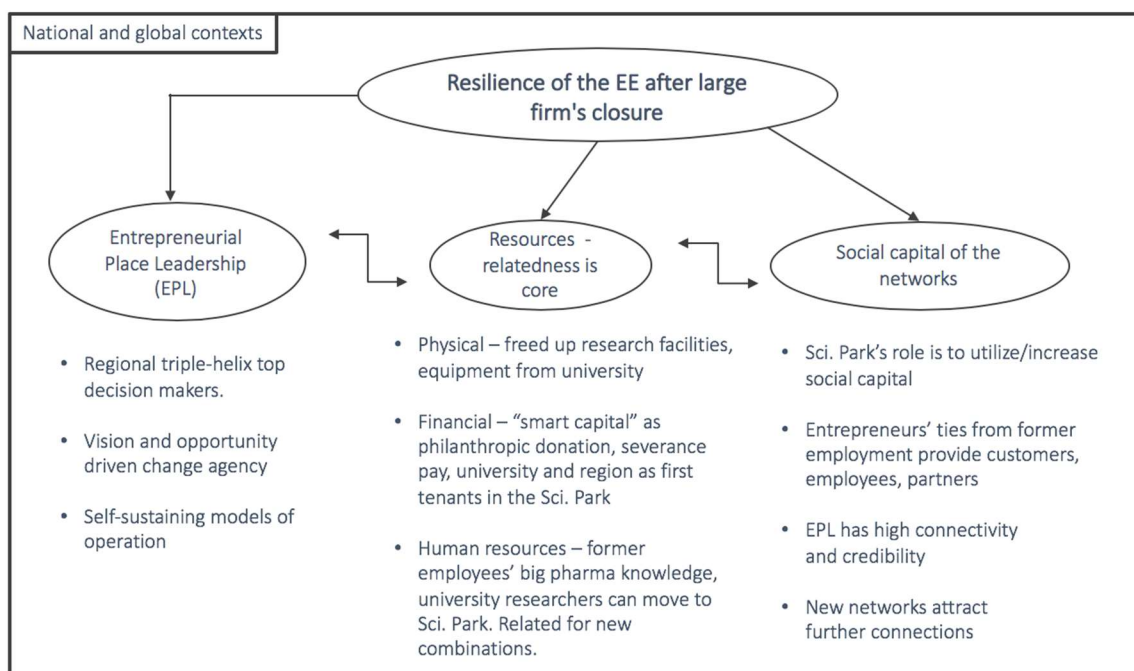 National and global contexts
Resilience of the EE after large
firm's closure
Entrepreneurial
Place Leadership
(EPL)
Resources -
relatedness is
core
Social capital of the
networks
• Regional triple-helix top
decision makers.
• Vision and opportunity
driven change agency
• Self-sustaining models of
operation
• Physical – freed up research facilities,
equipment from university
• Financial – “smart capital” as
philanthropic donation, severance
pay, university and region as first
tenants in the Sci. Park
• Human resources – former
employees’ big pharma knowledge,
university researchers can move to
Sci. Park. Related for new
combinations.
• Sci. Park’s role is to utilize/increase
social capital
• Entrepreneurs’ ties from former
employment provide customers,
employees, partners
• EPL has high connectivity
and credibility
• New networks attract
further connections